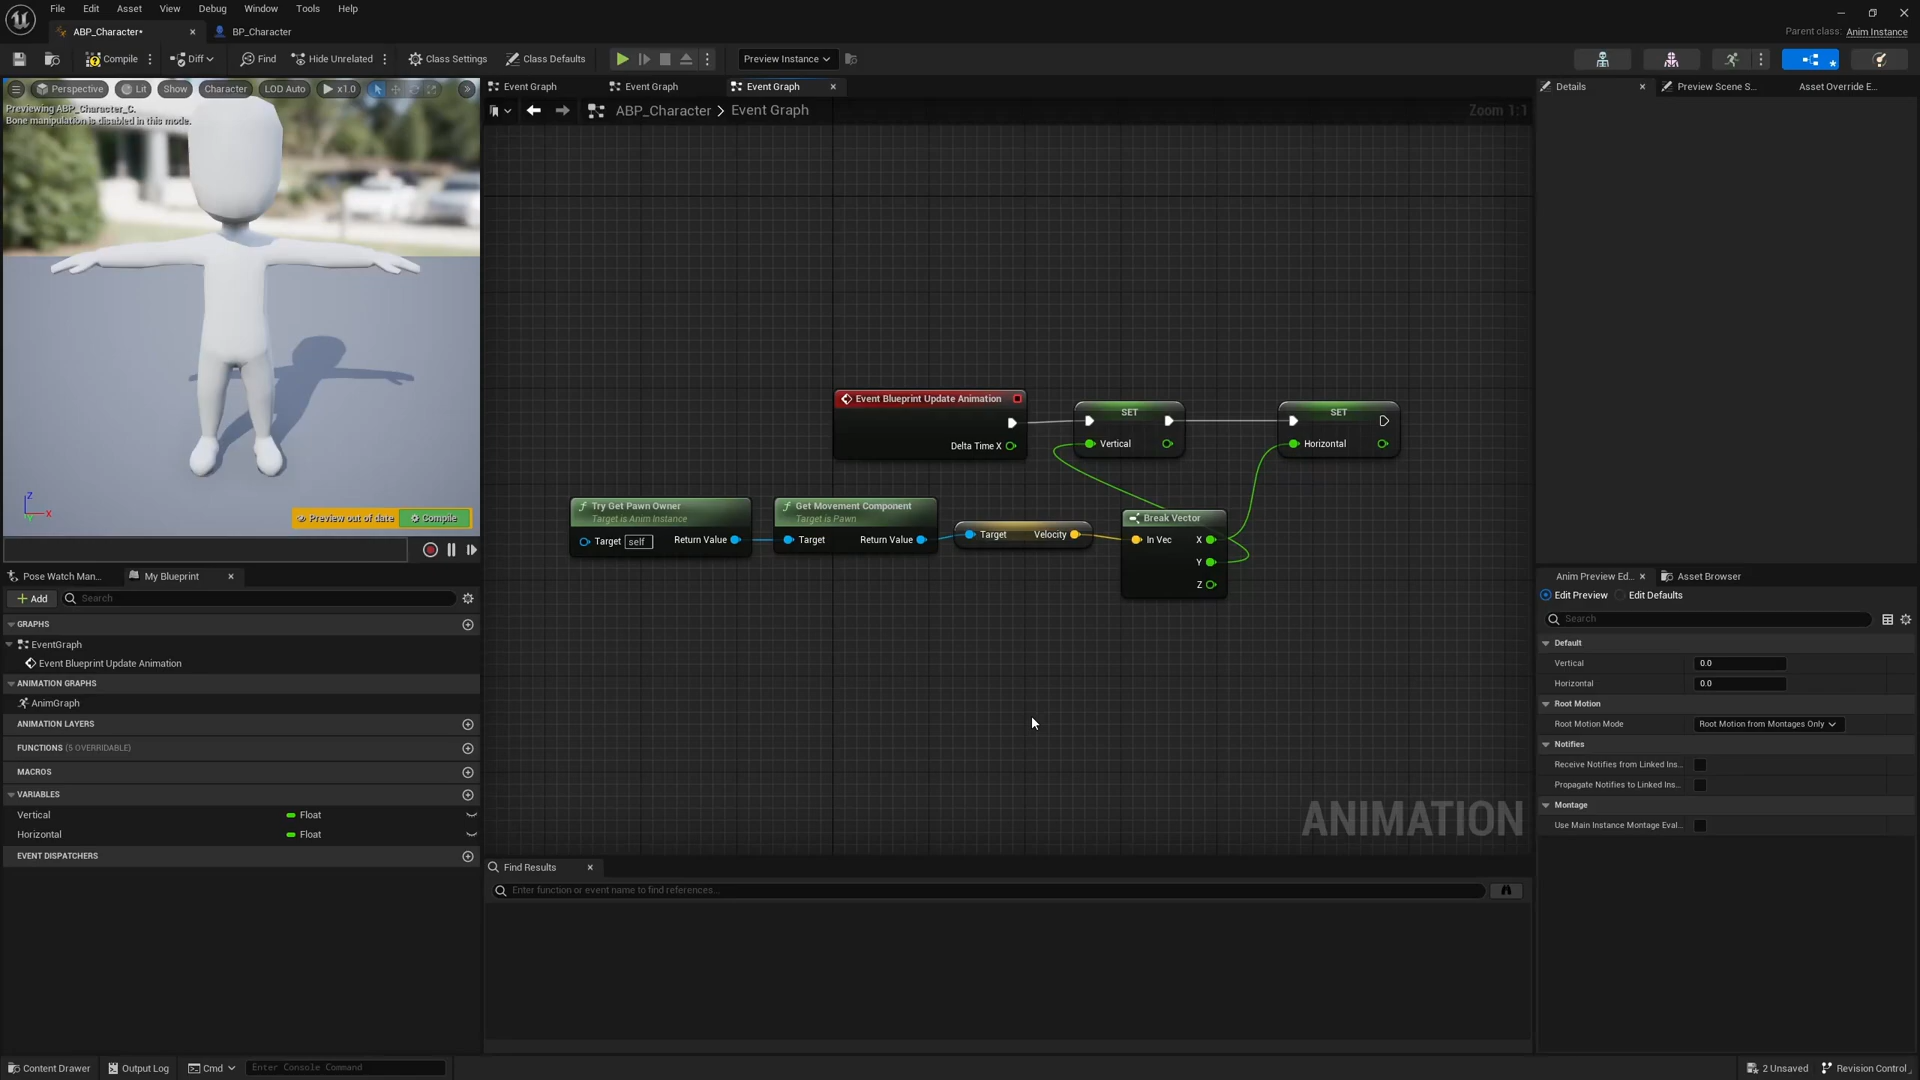 File Edit Asset View Debug Window Tools Help
ABP_Character•
BP_Character
Parent class: Anim Instance
Compile
Diff
Find
Hide Unrelated
Class Settings
Class Defaults
Preview Instance
Perspective
Lit
Show
Character
LOD Auto
x1.0
Previewing ABP_Character_C.
Bone manipulation is disabled in this mode.
Z
X
Preview out of date
Compile
Event Graph
Event Graph
Event Graph
ABP_Character > Event Graph
Zoom 1:1
Event Blueprint Update Animation
Delta Time X
SET
Vertical
SET
Horizontal
Try Get Pawn Owner
Target is Anim Instance
Target self
Return Value
Get Movement Component
Target is Pawn
Target
Return Value
Target
Velocity
Break Vector
In Vec
X
Y
Z
ANIMATION
Pose Watch Man...
My Blueprint
Add
Search
GRAPHS
EventGraph
Event Blueprint Update Animation
ANIMATION GRAPHS
AnimGraph
ANIMATION LAYERS
FUNCTIONS (5 OVERRIDABLE)
MACROS
VARIABLES
Vertical Float
Horizontal Float
EVENT DISPATCHERS
Find Results
Enter function or event name to find references...
Details
Preview Scene S...
Asset Override E...
Anim Preview Ed...
Asset Browser
Edit Preview
Edit Defaults
Search
Default
Vertical 0.0
Horizontal 0.0
Root Motion
Root Motion Mode Root Motion from Montages Only
Notifies
Receive Notifies from Linked Ins...
Propagate Notifies to Linked Ins...
Montage
Use Main Instance Montage Eval...
Content Drawer
Output Log
Cmd
Enter Console Command
2 Unsaved
Revision Control